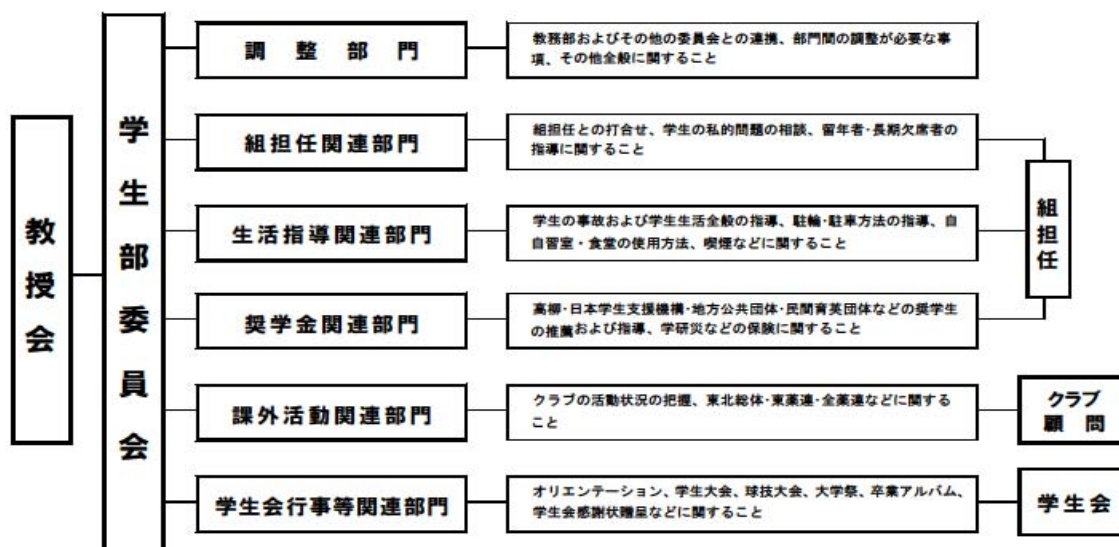 教授会
学生部委員会
調整部門
教務部およびその他の委員会との連携、部門間の調整が必要な事
項、その他全般に関すること
組担任関連部門
組担任との打合せ、学生の私的問題の相談、留年者・長期欠席者の
指導に関すること
生活指導関連部門
学生の事故および学生生活全般の指導、駐輪・駐車方法の指導、自
自習室・食堂の使用方法、喫煙などに関すること
奨学金関連部門
高柳・日本学生支援機構・地方公共団体・民間育英団体などの奨学生
の推薦および指導、学研災などの保険に関すること
組担任
課外活動関連部門
クラブの活動状況の把握、東北総体・東薬連・全薬連などに関する
こと
クラブ
顧問
学生会行事等関連部門
オリエンテーション、学生大会、球技大会、大学祭、卒業アルバム、
学生会感謝状贈呈などに関すること
学生会